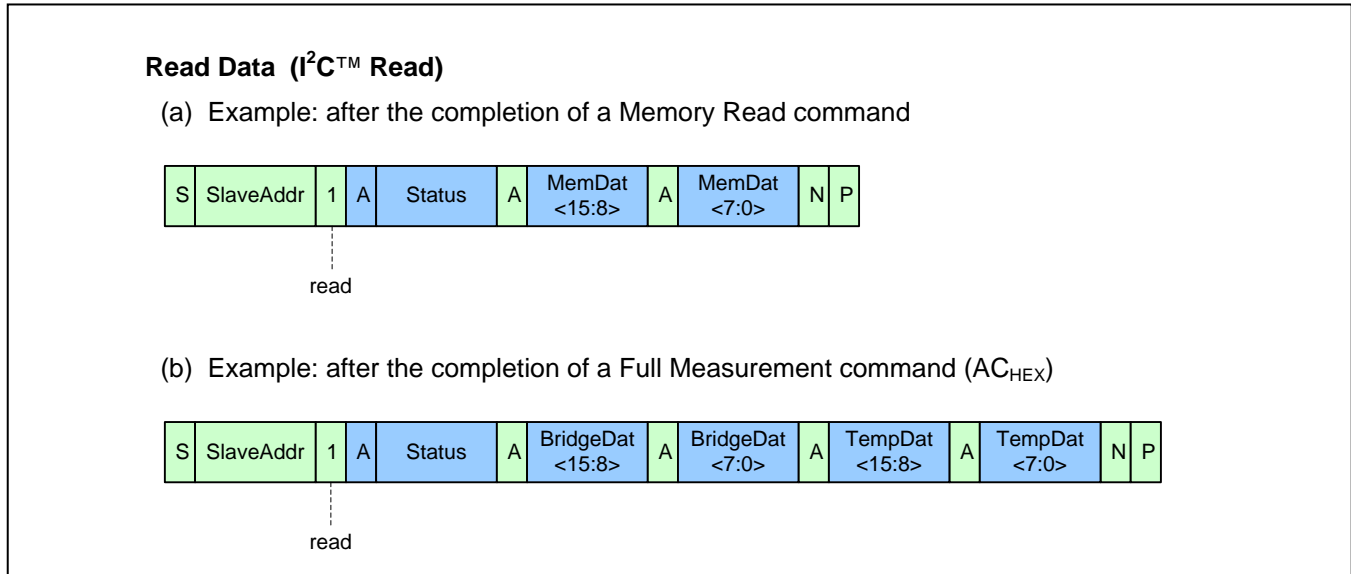 Read Data (I²C™ Read)
(a) Example: after the completion of a Memory Read command
S SlaveAddr 1 A Status A MemDat <15:8> A MemDat <7:0> N P
read
(b) Example: after the completion of a Full Measurement command (AC_HEX)
S SlaveAddr 1 A Status A BridgeDat <15:8> A BridgeDat <7:0> A TempDat <15:8> A TempDat <7:0> N P
read